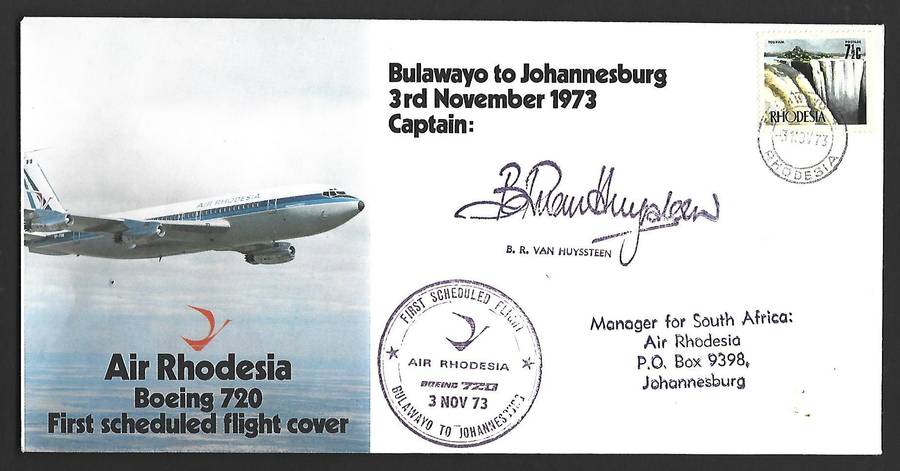 Bulawayo to Johannesburg
3rd November 1973
Captain:
POSTAGE
7½c
RHODESIA
3 NOV 73
RHODESIA
B. R. VAN HUYSSTEEN
AIR RHODESIA
Air Rhodesia
Boeing 720
First scheduled flight cover
FIRST SCHEDULED FLIGHT
AIR RHODESIA
BOEING 720
3 NOV 73
BULAWAYO TO JOHANNESBURG
Manager for South Africa:
Air Rhodesia
P.O. Box 9398,
Johannesburg